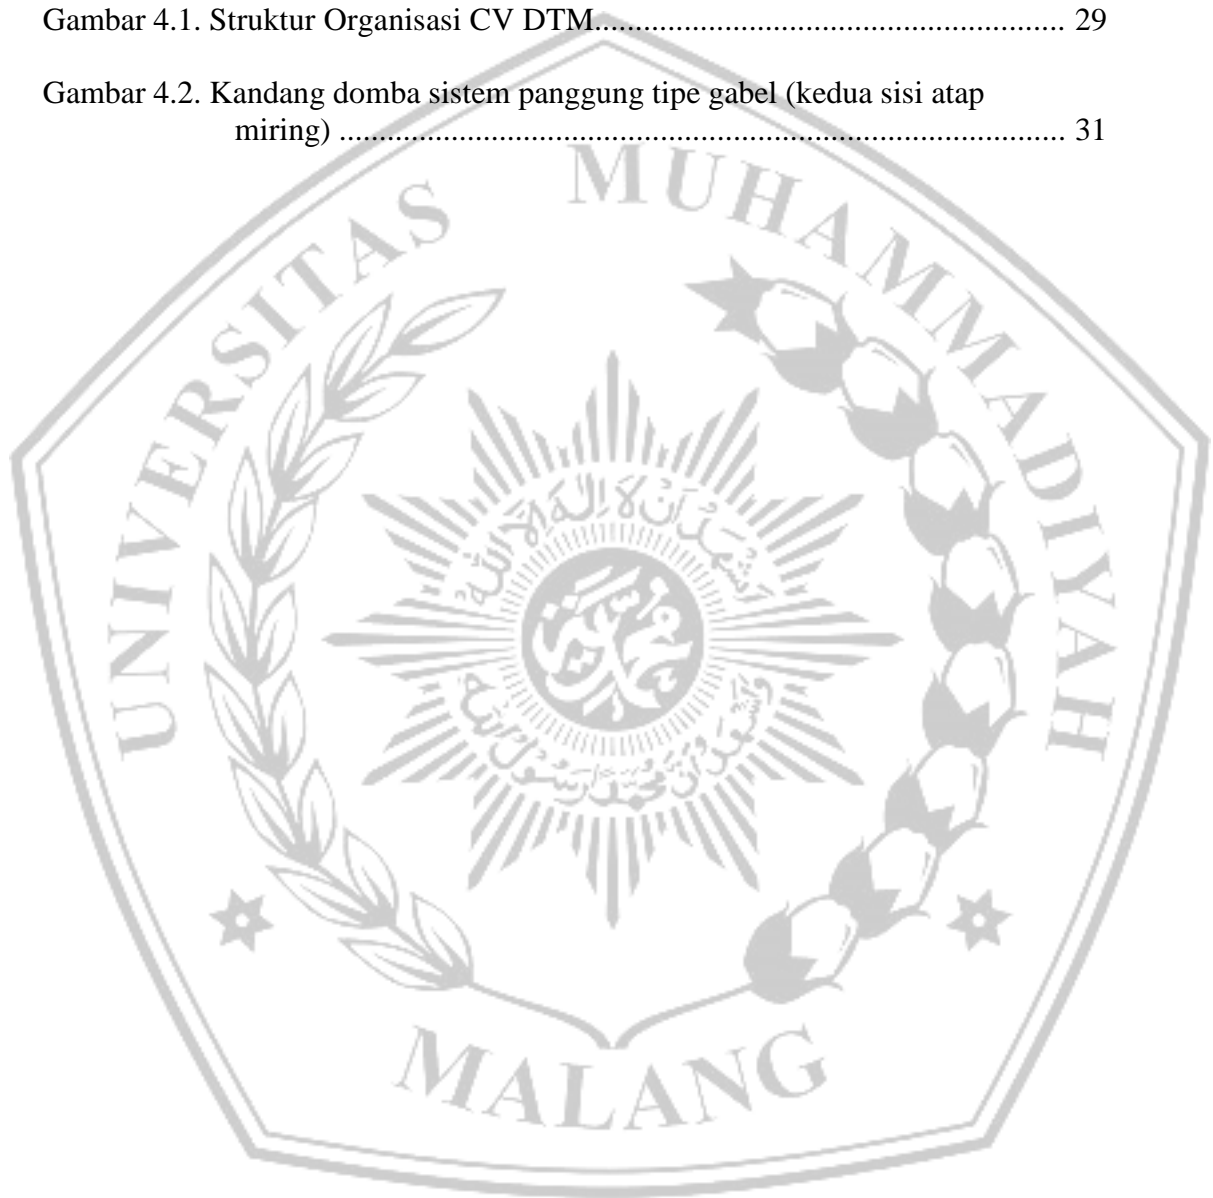 Gambar 4.1. Struktur Organisasi CV DTM........................................................... 29
Gambar 4.2. Kandang domba sistem panggung tipe gabel (kedua sisi atap
miring) ........................................................................................... 31
UNIVERSITAS MUHAMMADIYAH
MALANG